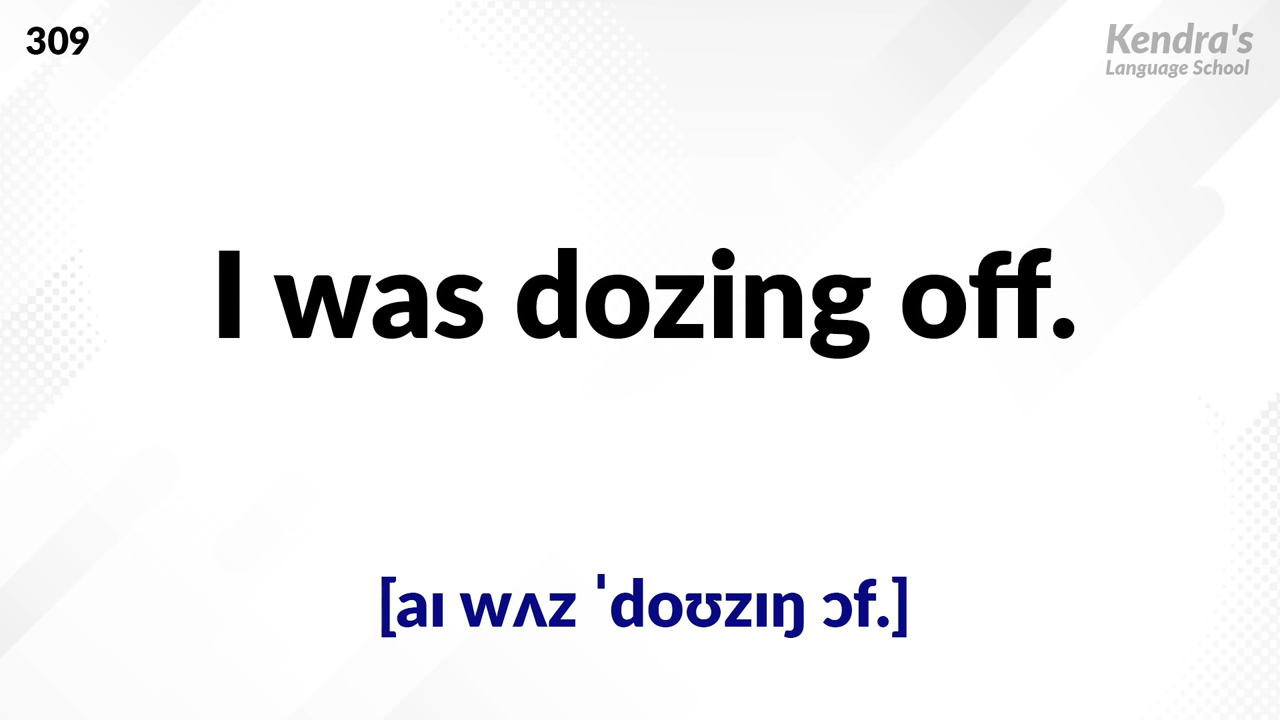 309
Kendra's
Language School
I was dozing off.
[aɪ wʌz ˈdoʊzɪŋ ɔf.]